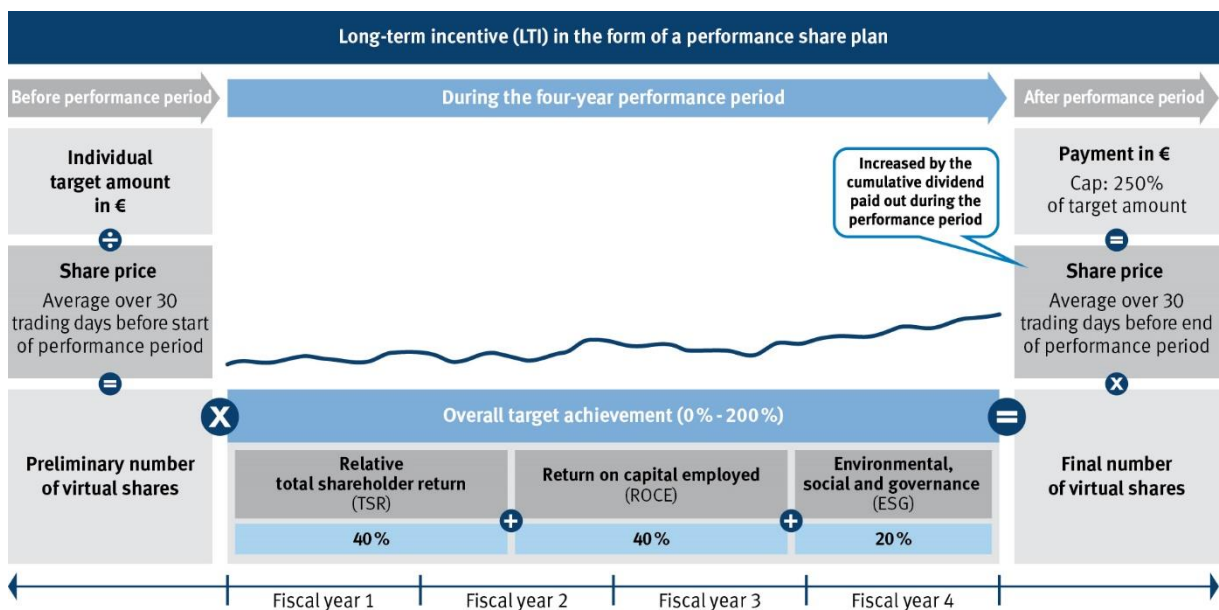 Long-term incentive (LTI) in the form of a performance share plan
Before performance period
During the four-year performance period
After performance period
Individual
target amount
in €
÷
Share price
Average over 30
trading days before start
of performance period
=
Preliminary number
of virtual shares
Increased by the
cumulative dividend
paid out during the
performance period
Payment in €
Cap: 250%
of target amount
=
Share price
Average over 30
trading days before end
of performance period
x
Final number
of virtual shares
x
Overall target achievement (0% - 200%)
=
Relative
total shareholder return
(TSR)
40%
+
Return on capital employed
(ROCE)
40%
+
Environmental,
social and governance
(ESG)
20%
Fiscal year 1
Fiscal year 2
Fiscal year 3
Fiscal year 4